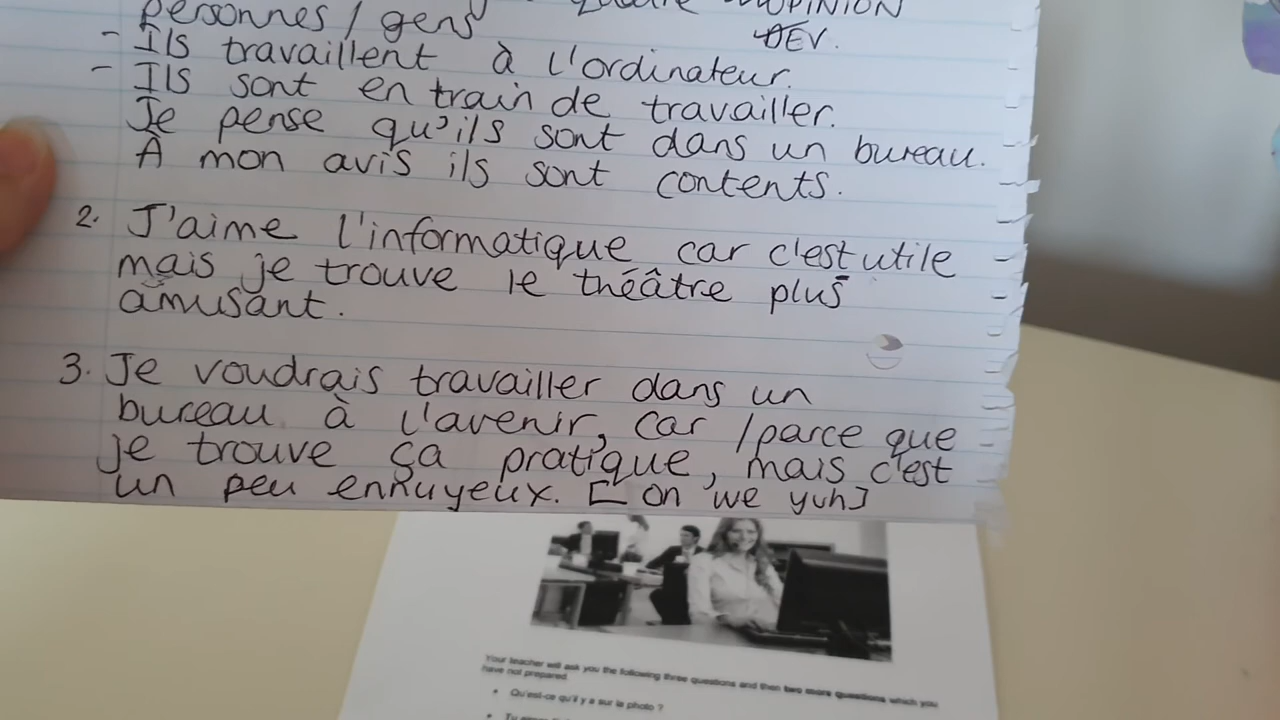 personnes / gens OPINION
DEV.
- Ils travaillent à l'ordinateur.
- Ils sont en train de travailler.
Je pense qu'ils sont dans un bureau.
À mon avis ils sont contents.
2. J'aime l'informatique car c'est utile
mais je trouve le théâtre plus
amusant.
3. Je voudrais travailler dans un
bureau à l'avenir, car / parce que
je trouve ça pratique, mais c'est
un peu ennuyeux. [on we yuh]
Your teacher will ask you the following three questions and then two more questions which you
have not prepared.
• Qu'est-ce qu'il y a sur la photo ?
• Tu